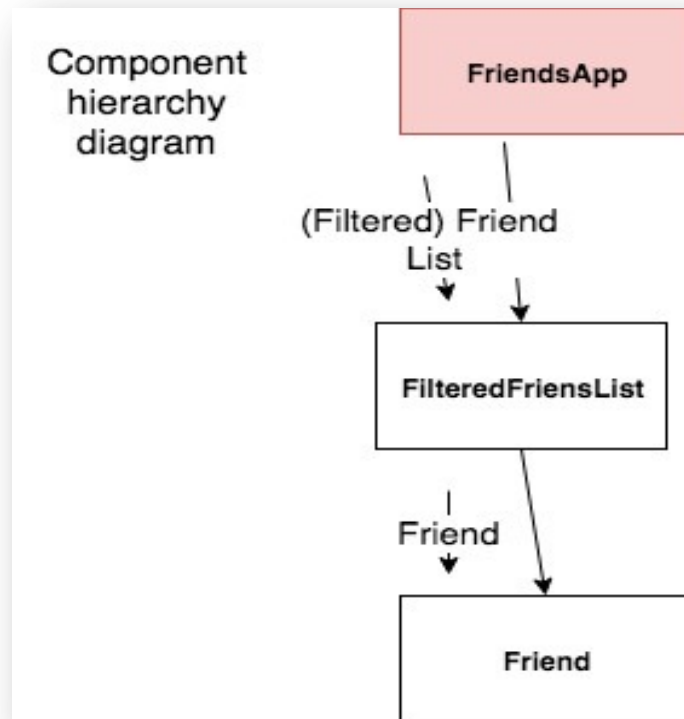 Component
hierarchy
diagram
FriendsApp
(Filtered) Friend
List
FilteredFriensList
Friend
Friend